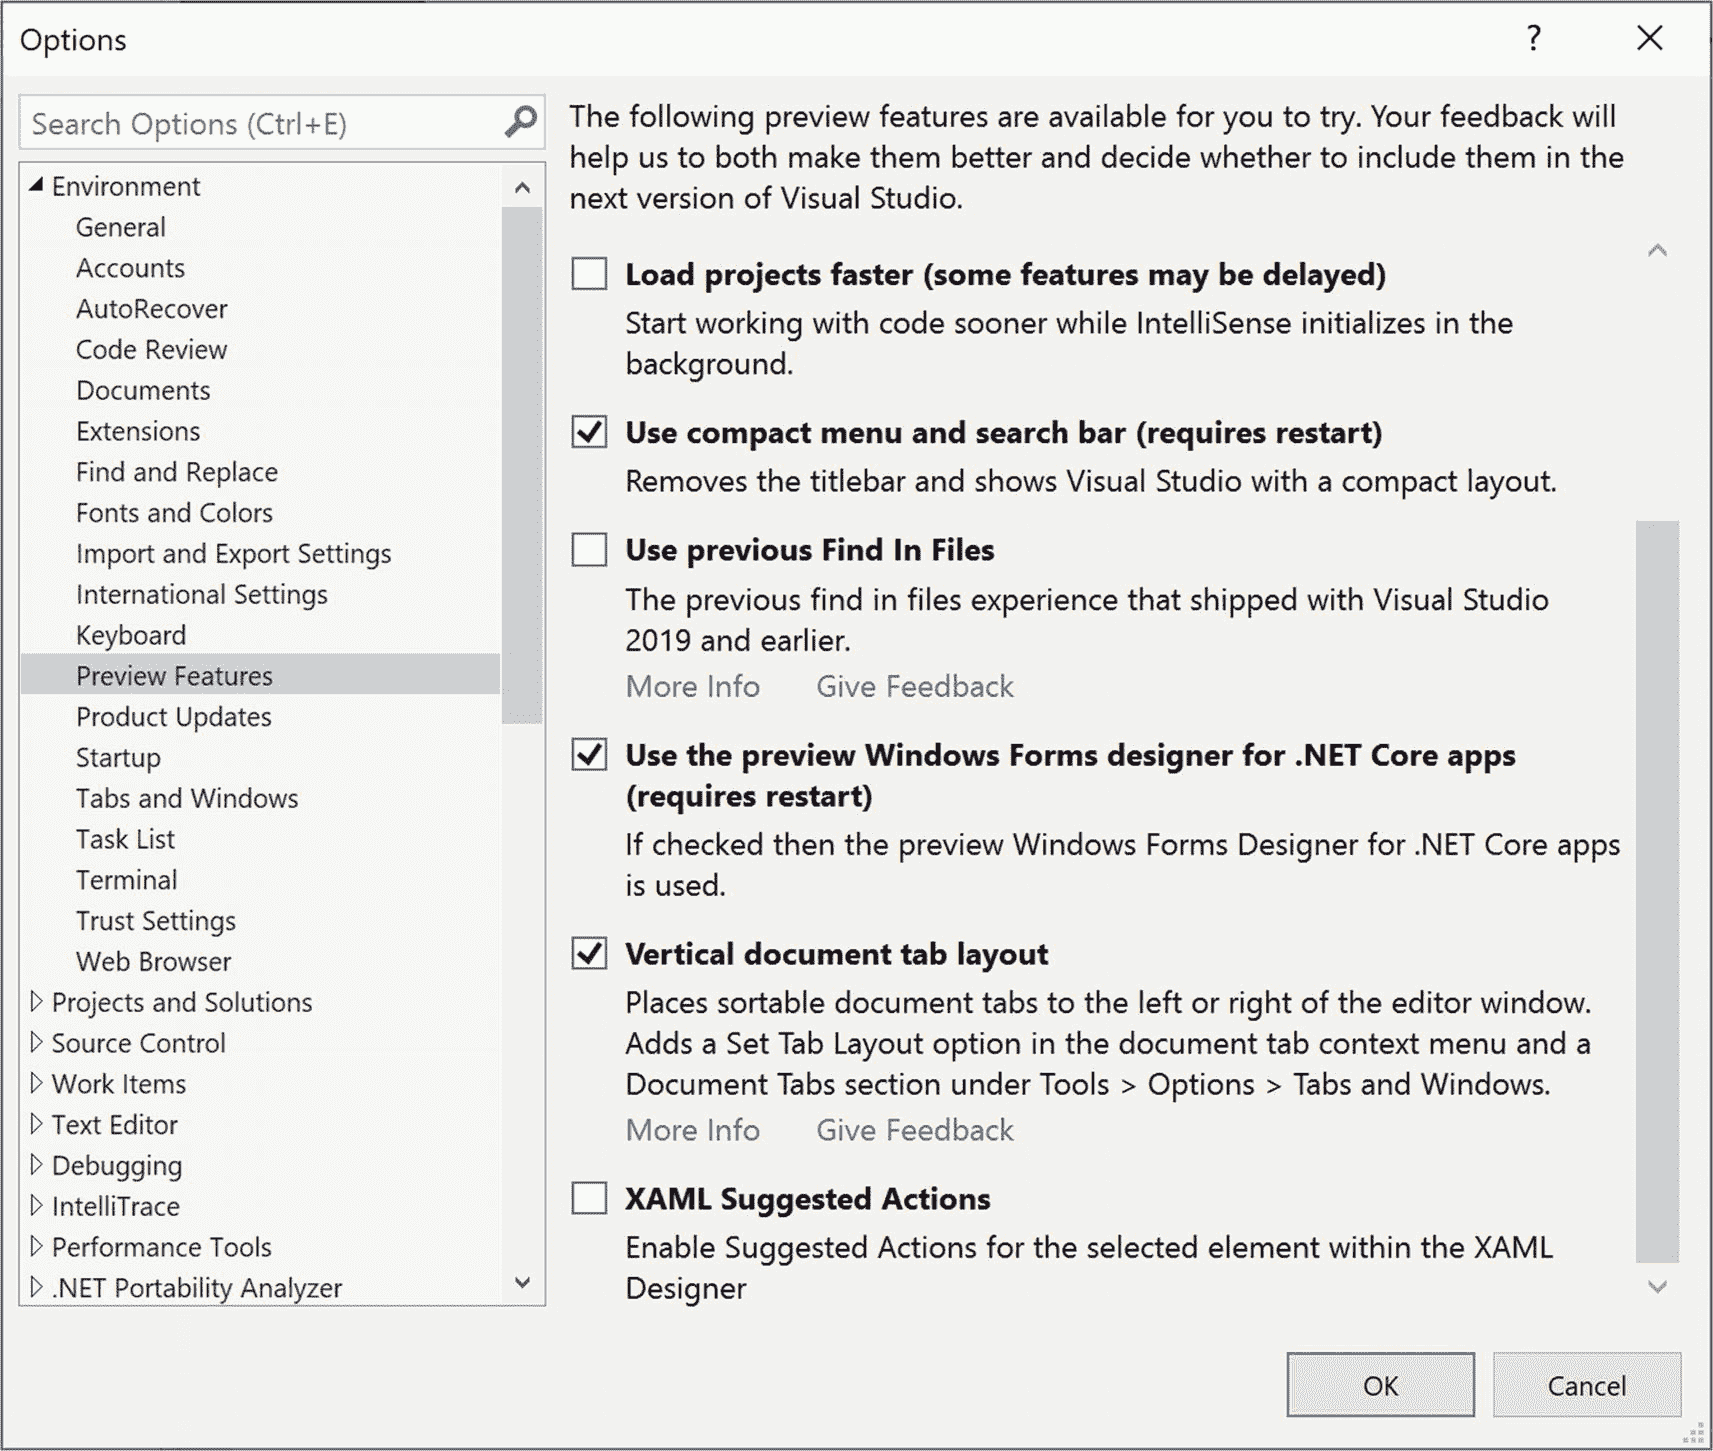 Options
?
Search Options (Ctrl+E)
Environment
General
Accounts
AutoRecover
Code Review
Documents
Extensions
Find and Replace
Fonts and Colors
Import and Export Settings
International Settings
Keyboard
Preview Features
Product Updates
Startup
Tabs and Windows
Task List
Terminal
Trust Settings
Web Browser
Projects and Solutions
Source Control
Work Items
Text Editor
Debugging
IntelliTrace
Performance Tools
.NET Portability Analyzer
The following preview features are available for you to try. Your feedback will
help us to both make them better and decide whether to include them in the
next version of Visual Studio.
Load projects faster (some features may be delayed)
Start working with code sooner while IntelliSense initializes in the
background.
Use compact menu and search bar (requires restart)
Removes the titlebar and shows Visual Studio with a compact layout.
Use previous Find In Files
The previous find in files experience that shipped with Visual Studio
2019 and earlier.
More Info Give Feedback
Use the preview Windows Forms designer for .NET Core apps
(requires restart)
If checked then the preview Windows Forms Designer for .NET Core apps
is used.
Vertical document tab layout
Places sortable document tabs to the left or right of the editor window.
Adds a Set Tab Layout option in the document tab context menu and a
Document Tabs section under Tools > Options > Tabs and Windows.
More Info Give Feedback
XAML Suggested Actions
Enable Suggested Actions for the selected element within the XAML
Designer
OK Cancel